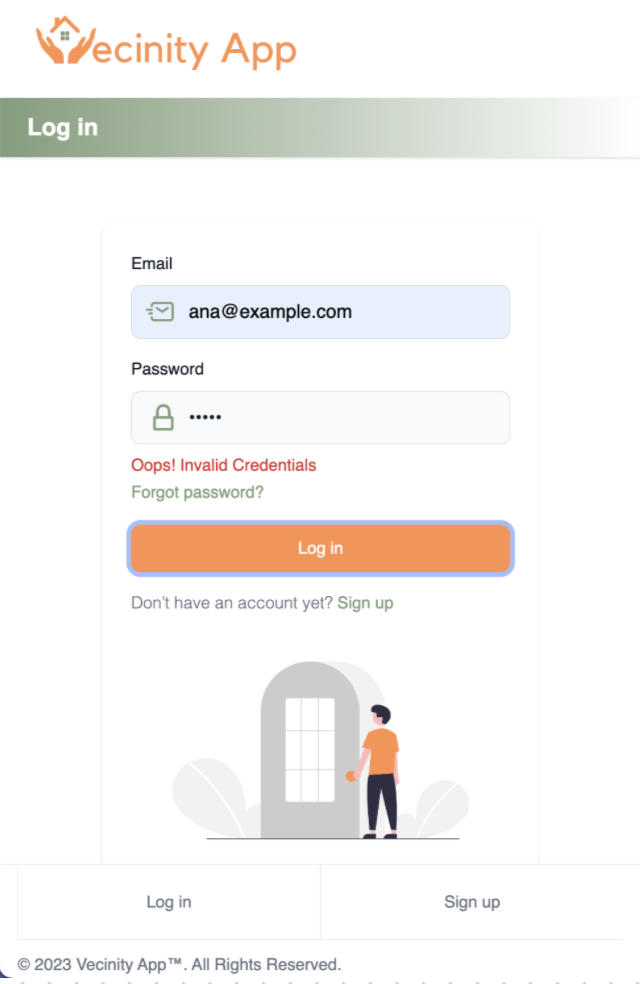 Vecinity App
Log in
Email
ana@example.com
Password
•••••
Oops! Invalid Credentials
Forgot password?
Log in
Don't have an account yet? Sign up
Log in
Sign up
© 2023 Vecinity App™. All Rights Reserved.